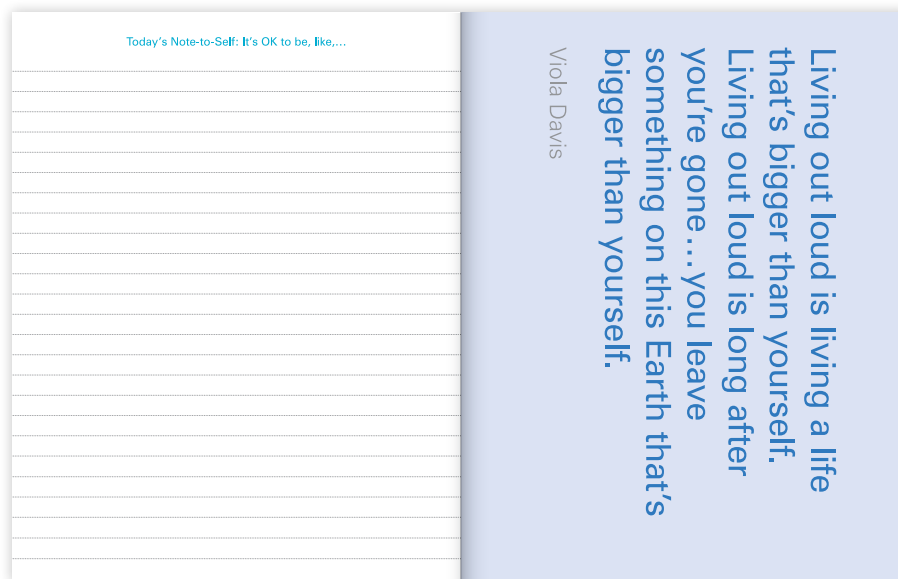 Today's Note-to-Self: It's OK to be, like,...
Living out loud is living a life
that's bigger than yourself.
Living out loud is long after
you're gone...you leave
something on this Earth that's
bigger than yourself.
Viola Davis